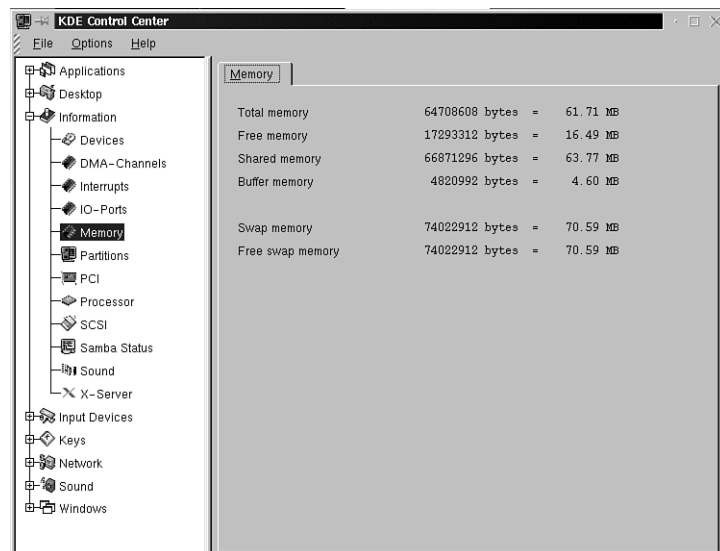 KDE Control Center
File Options Help
Applications
Desktop
Information
Devices
DMA-Channels
Interrupts
IO-Ports
Memory
Partitions
PCI
Processor
SCSI
Samba Status
Sound
X-Server
Input Devices
Keys
Network
Sound
Windows
Memory
Total memory 64708608 bytes = 61.71 MB
Free memory 17293312 bytes = 16.49 MB
Shared memory 66871296 bytes = 63.77 MB
Buffer memory 4820992 bytes = 4.60 MB
Swap memory 74022912 bytes = 70.59 MB
Free swap memory 74022912 bytes = 70.59 MB